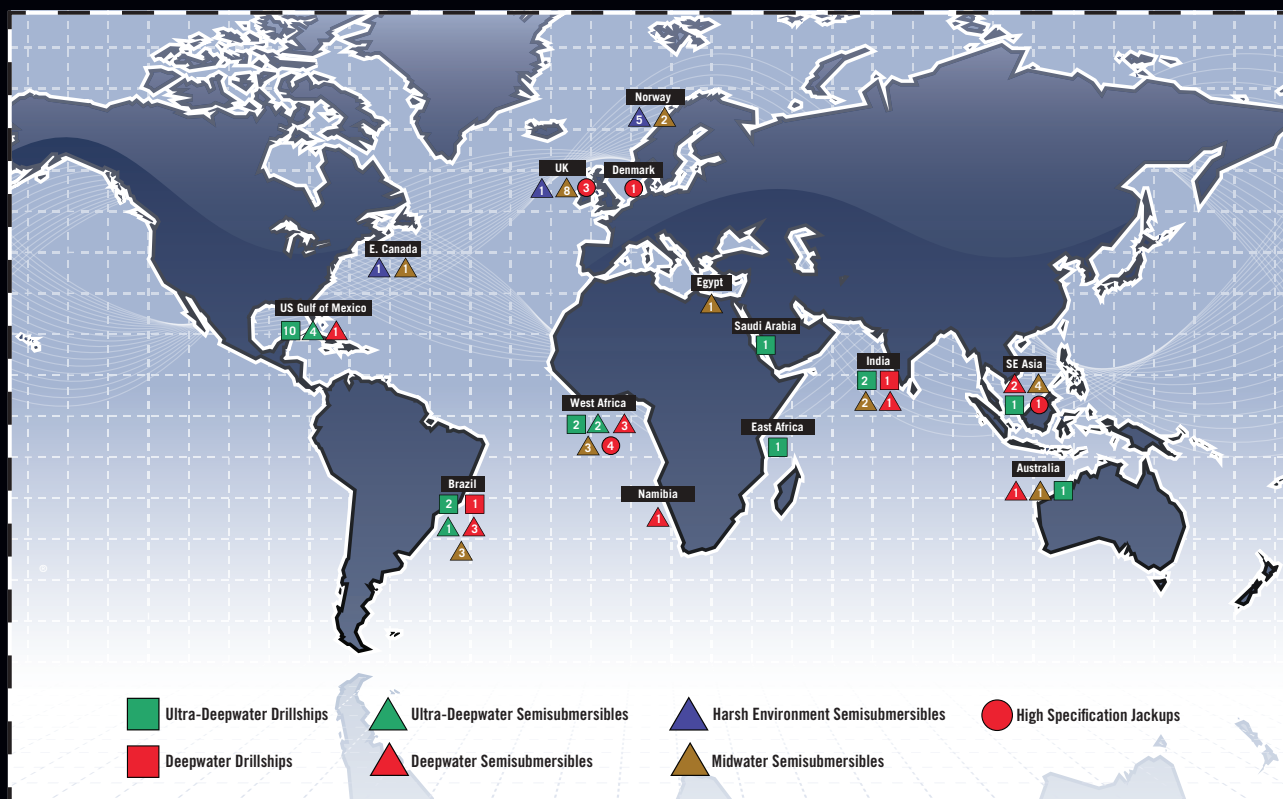 Norway
5 2
UK
1 8 3
Denmark
1
E. Canada
1 1
US Gulf of Mexico
10 4 1
Egypt
1
Saudi Arabia
1
India
2 1
2 1
SE Asia
2 4
1 1
West Africa
2 2 3
3 4
East Africa
1
Brazil
2 1
1 3
3
Namibia
1
Australia
1 1 1
Ultra-Deepwater Drillships
Ultra-Deepwater Semisubmersibles
Harsh Environment Semisubmersibles
High Specification Jackups
Deepwater Drillships
Deepwater Semisubmersibles
Midwater Semisubmersibles